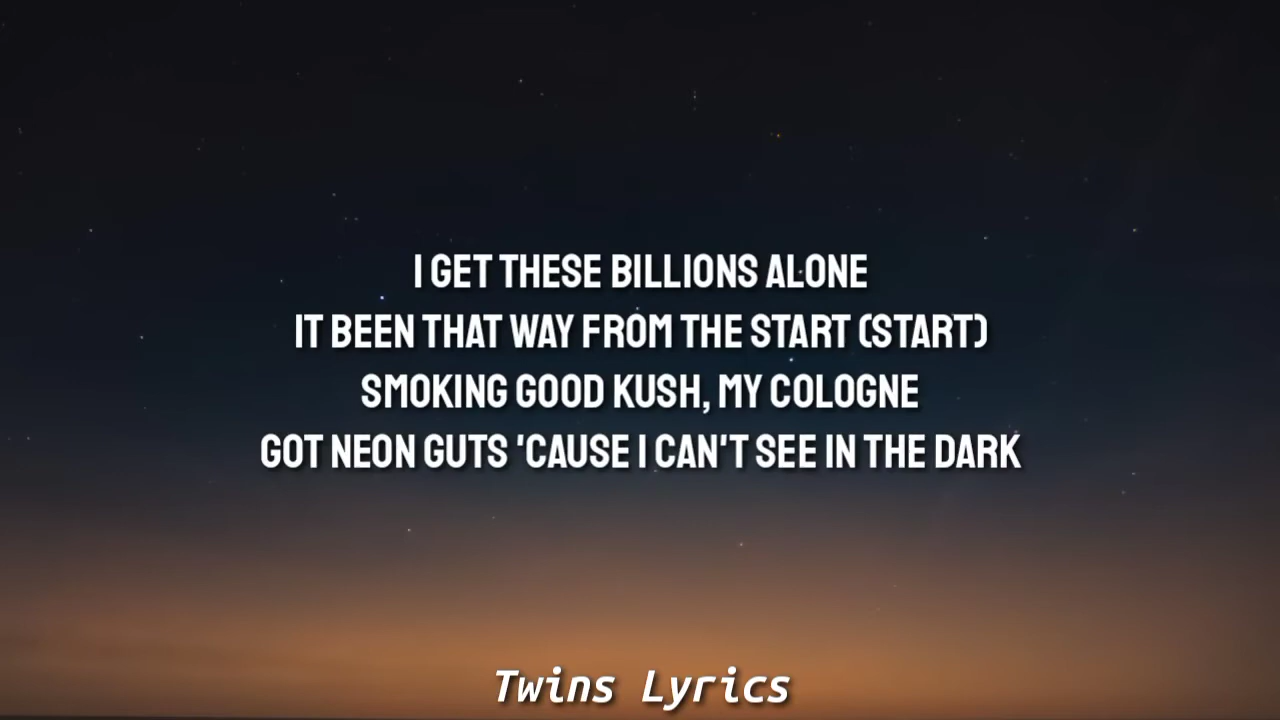 I GET THESE BILLIONS ALONE
IT BEEN THAT WAY FROM THE START (START)
SMOKING GOOD KUSH, MY COLOGNE
GOT NEON GUTS 'CAUSE I CAN'T SEE IN THE DARK
Twins Lyrics